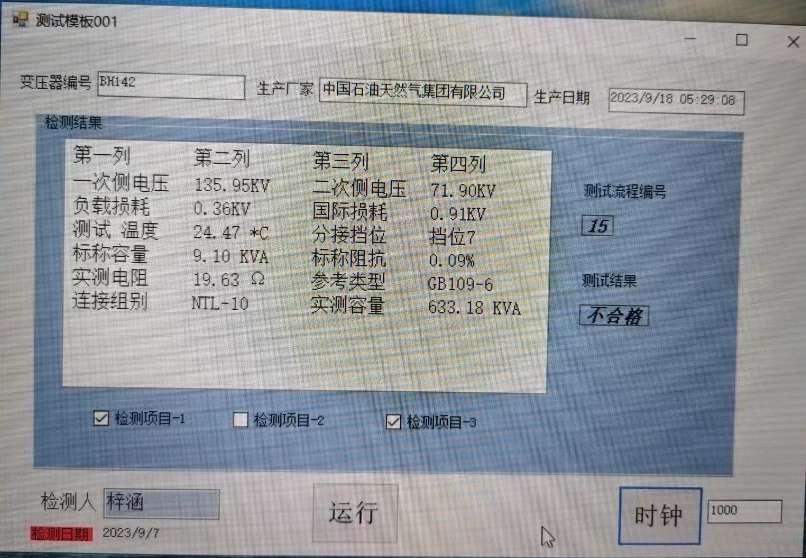 测试模板001
变压器编号 BH142 生产厂家 中国石油天然气集团有限公司 生产日期 2023/9/18 05:29:08
检测结果
第一列 第二列 第三列 第四列
一次侧电压 135.95KV 二次侧电压 71.90KV
负载损耗 0.36KV 国际损耗 0.91KV
测试 温度 24.47 *C 分接挡位 挡位7
标称容量 9.10 KVA 标称阻抗 0.09%
实测电阻 19.63 Ω 参考类型 GB109-6
连接组别 NTL-10 实测容量 633.18 KVA
测试流程编号
15
测试结果
不合格
检测项目-1 检测项目-2 检测项目-3
检测人 梓涵 运行 时钟 1000
检测日期 2023/9/7